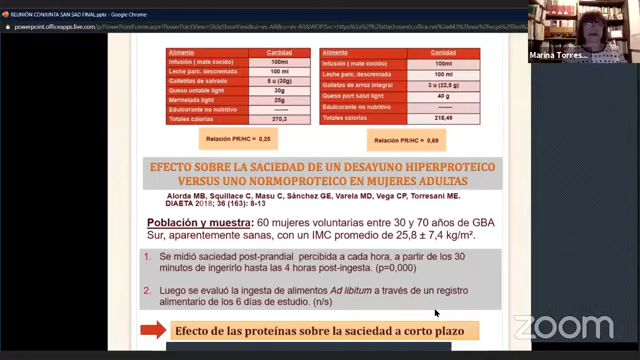 REUNIÓN CONJUNTA SAN SAD FINAL.pptx - Google Chrome
Marina Torres
Alimento Cantidad
Infusión ( mate cocido) 100ml
Leche parc. descremada 100 ml
Galletitas de salvado 5 u (30g)
Queso untable light 30g
Mermelada light 25g
Edulcorante no nutritivo -------
Totales calorías 270,3
Relación PR/HC = 0,25
Alimento Cantidad
Infusión ( mate cocido) 100ml
Leche parc. descremada 100 ml
Galletas de arroz integral 3 u (22,5 g)
Queso port salut light 40 g
Edulcorante no nutritivo -------
Totales calorías 218,49
Relación PR/HC = 0,69
EFECTO SOBRE LA SACIEDAD DE UN DESAYUNO HIPERPROTEICO
VERSUS UNO NORMOPROTEICO EN MUJERES ADULTAS
Alorda MB, Squillace C, Masu C, Sánchez GE, Varela MD, Vega CP, Torresani ME.
DIAETA 2018; 36 (163): 8-13
Población y muestra: 60 mujeres voluntarias entre 30 y 70 años de GBA
Sur, aparentemente sanas, con un IMC promedio de 25,8 ± 7,4 kg/m².
1. Se midió saciedad post-prandial percibida a cada hora, a partir de los 30
minutos de ingerirlo hasta las 4 horas post-ingesta. (p=0,000)
2. Luego se evaluó la ingesta de alimentos Ad libitum a través de un registro
alimentario de los 6 días de estudio. (n/s)
Efecto de las proteínas sobre la saciedad a corto plazo
zoom